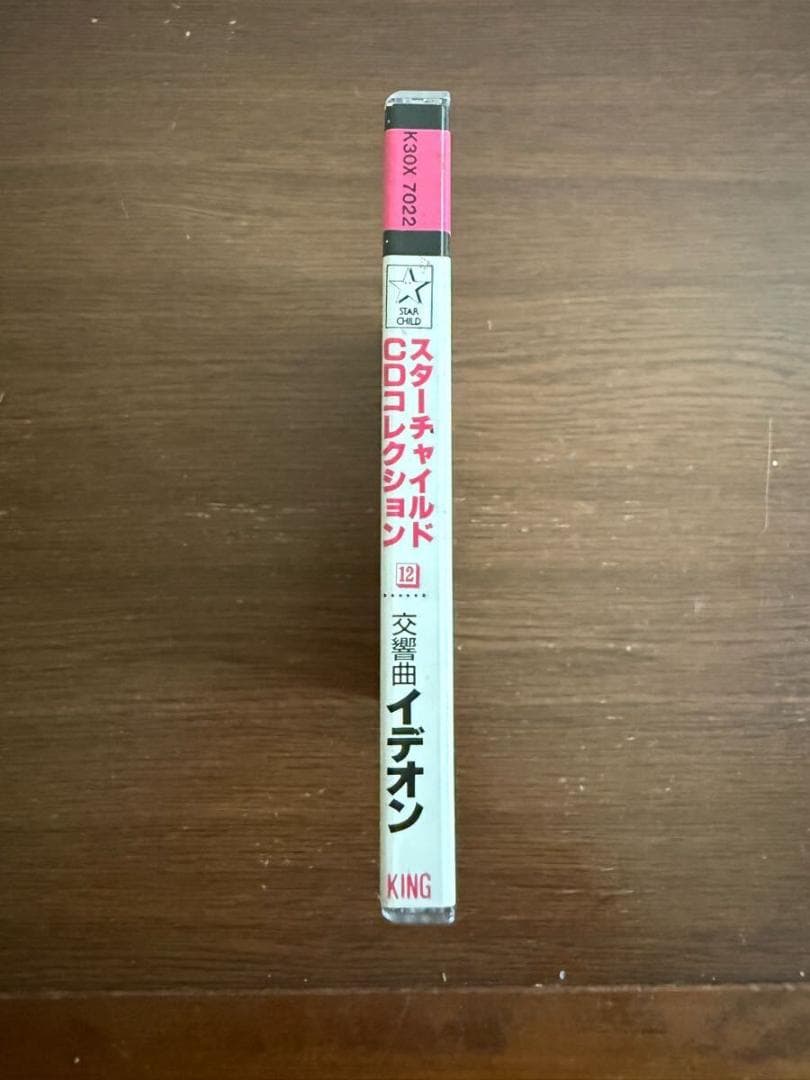 K30X 7022
STAR
CHILD
スターチャイルド
CDコレクション
12
交響曲イデオン
KING